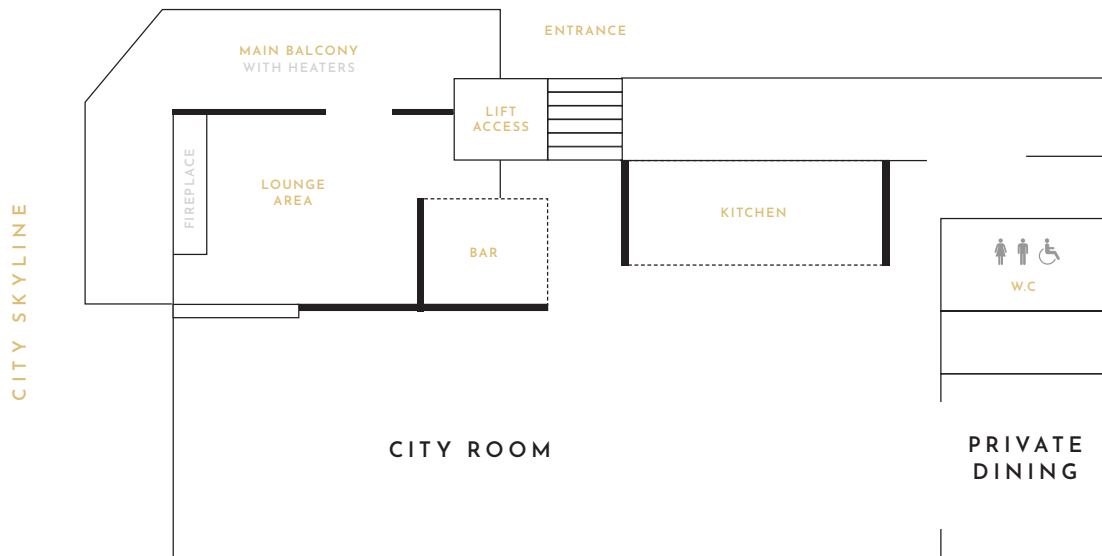 ENTRANCE
MAIN BALCONY
WITH HEATERS
LIFT
ACCESS
FIREPLACE
LOUNGE
AREA
KITCHEN
BAR
W.C
CITY SKYLINE
CITY ROOM
PRIVATE
DINING